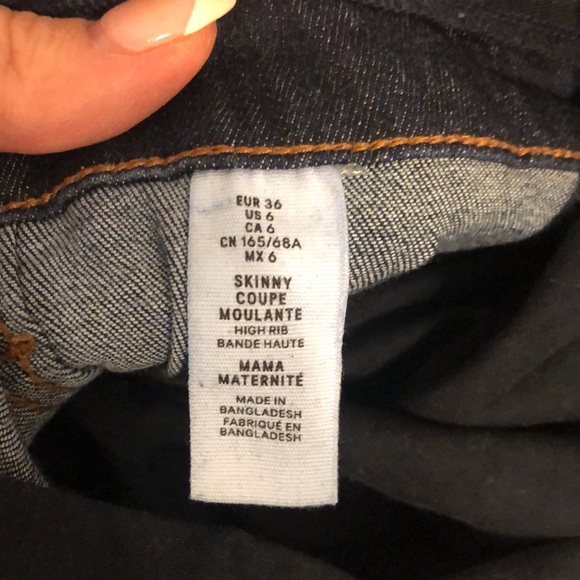 EUR 36
US 6
CA 6
CN 165/68A
MX 6
SKINNY
COUPE
MOULANTE
HIGH RIB
BANDE HAUTE
MAMA
MATERNITÉ
MADE IN
BANGLADESH
FABRIQUÉ EN
BANGLADESH